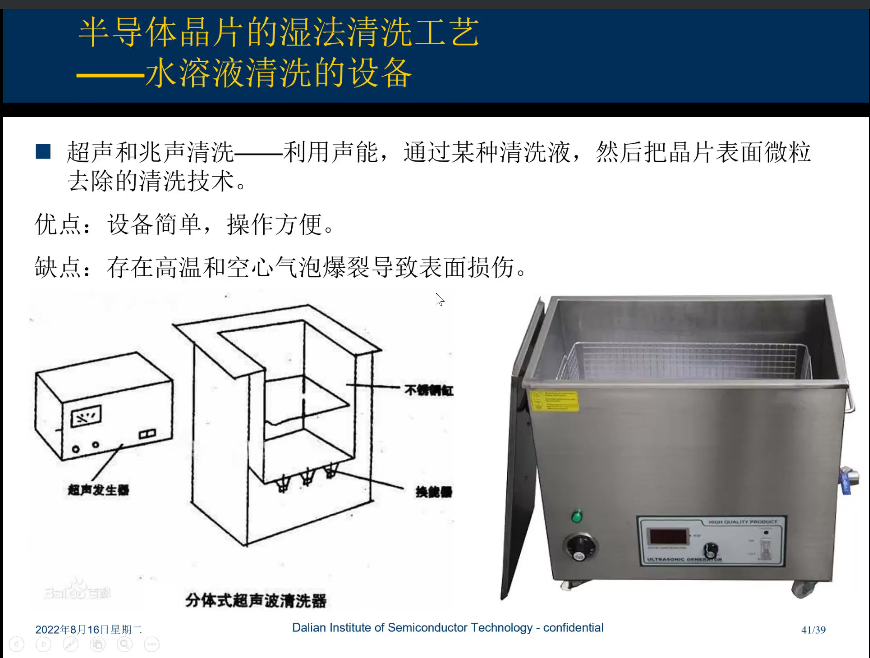 半导体晶片的湿法清洗工艺
——水溶液清洗的设备
超声和兆声清洗——利用声能，通过某种清洗液，然后把晶片表面微粒
去除的清洗技术。
优点：设备简单，操作方便。
缺点：存在高温和空心气泡爆裂导致表面损伤。
不锈钢缸
超声发生器
换能器
分体式超声波清洗器
Baidu百科
HIGH QUALITY PRODUCT
ULTRASONIC GENERATOR
2022年8月16日星期二
Dalian Institute of Semiconductor Technology - confidential
41/39